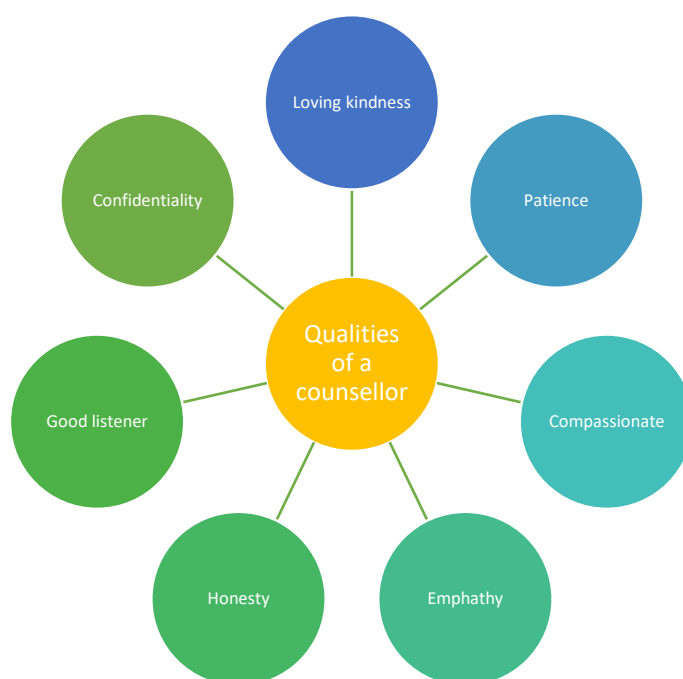 Loving kindness
Confidentiality
Patience
Qualities
of a
counsellor
Good listener
Compassionate
Honesty
Emphathy